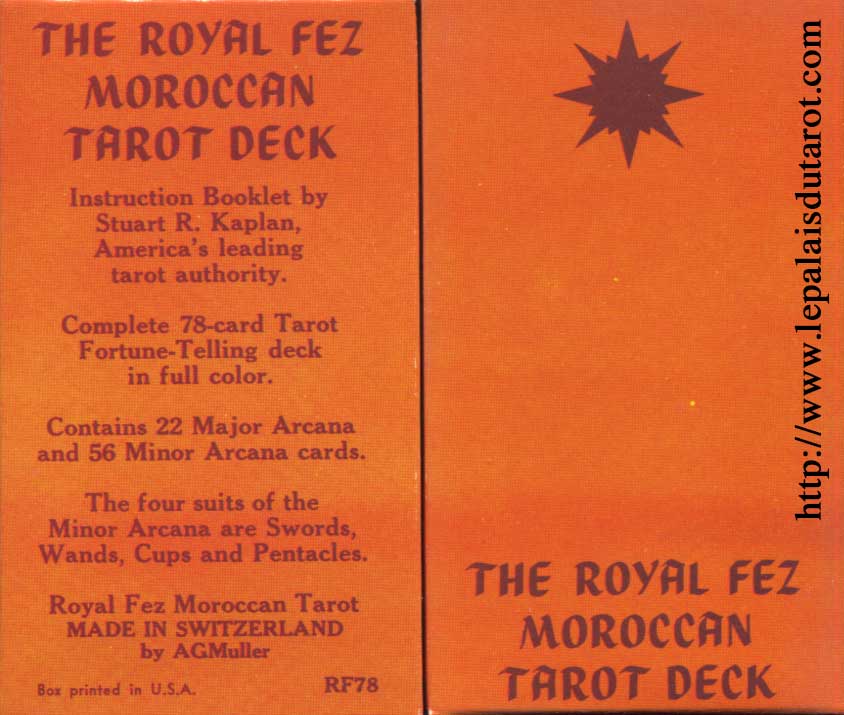 THE ROYAL FEZ
MOROCCAN
TAROT DECK
Instruction Booklet by
Stuart R. Kaplan,
America's leading
tarot authority.
Complete 78-card Tarot
Fortune-Telling deck
in full color.
Contains 22 Major Arcana
and 56 Minor Arcana cards.
The four suits of the
Minor Arcana are Swords,
Wands, Cups and Pentacles.
Royal Fez Moroccan Tarot
MADE IN SWITZERLAND
by AGMuller
Box printed in U.S.A.
RF78
THE ROYAL FEZ
MOROCCAN
TAROT DECK
http://www.lepalaisdutarot.com